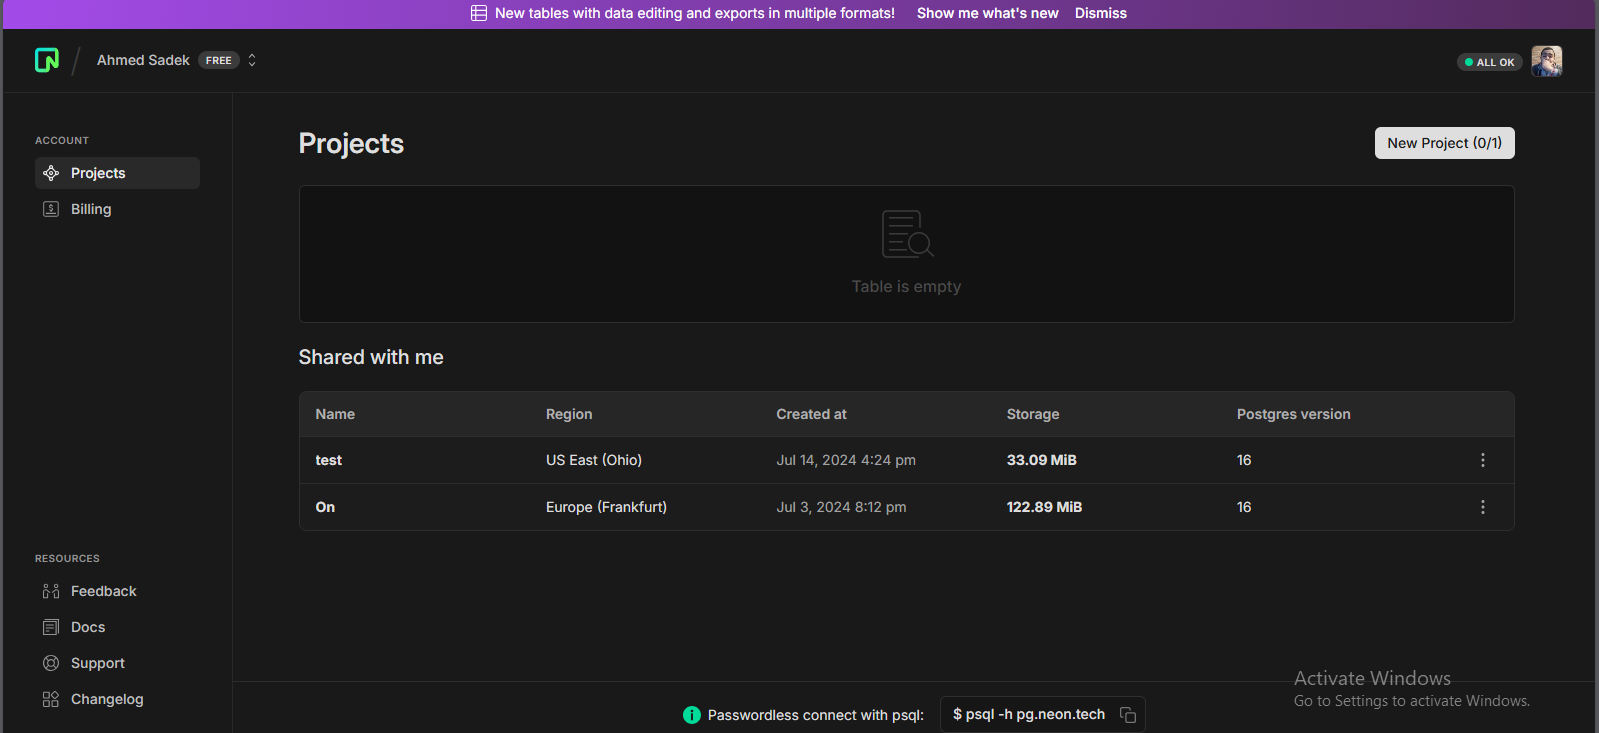 New tables with data editing and exports in multiple formats! Show me what's new Dismiss
Ahmed Sadek FREE
ALL OK
ACCOUNT
Projects
Billing
Projects
New Project (0/1)
Table is empty
Shared with me
Name Region Created at Storage Postgres version
test US East (Ohio) Jul 14, 2024 4:24 pm 33.09 MiB 16
On Europe (Frankfurt) Jul 3, 2024 8:12 pm 122.89 MiB 16
RESOURCES
Feedback
Docs
Support
Changelog
Activate Windows
Go to Settings to activate Windows.
Passwordless connect with psql: $ psql -h pg.neon.tech